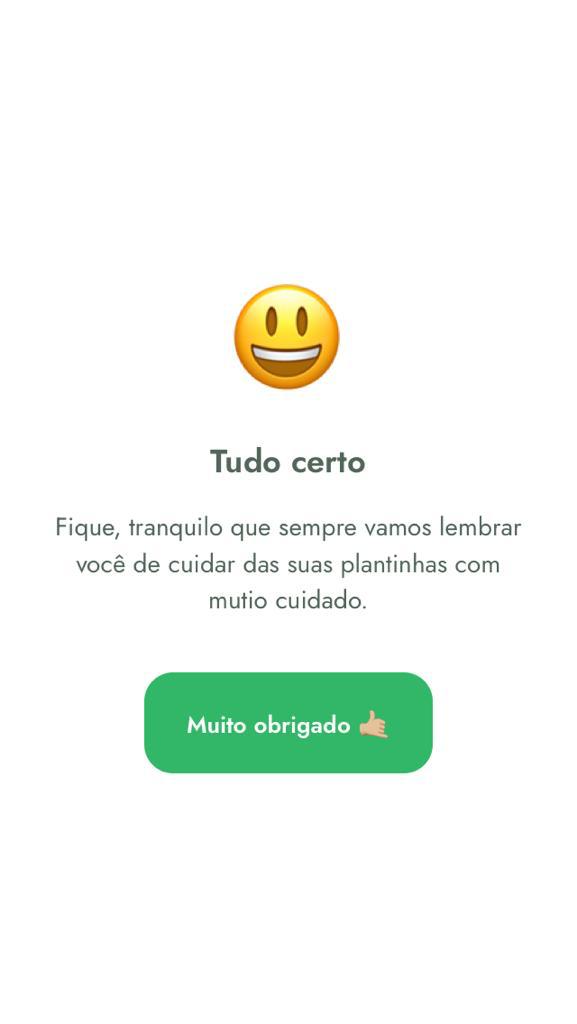 Tudo certo
Fique, tranquilo que sempre vamos lembrar
você de cuidar das suas plantinhas com
mutio cuidado.
Muito obrigado 🤙🏼